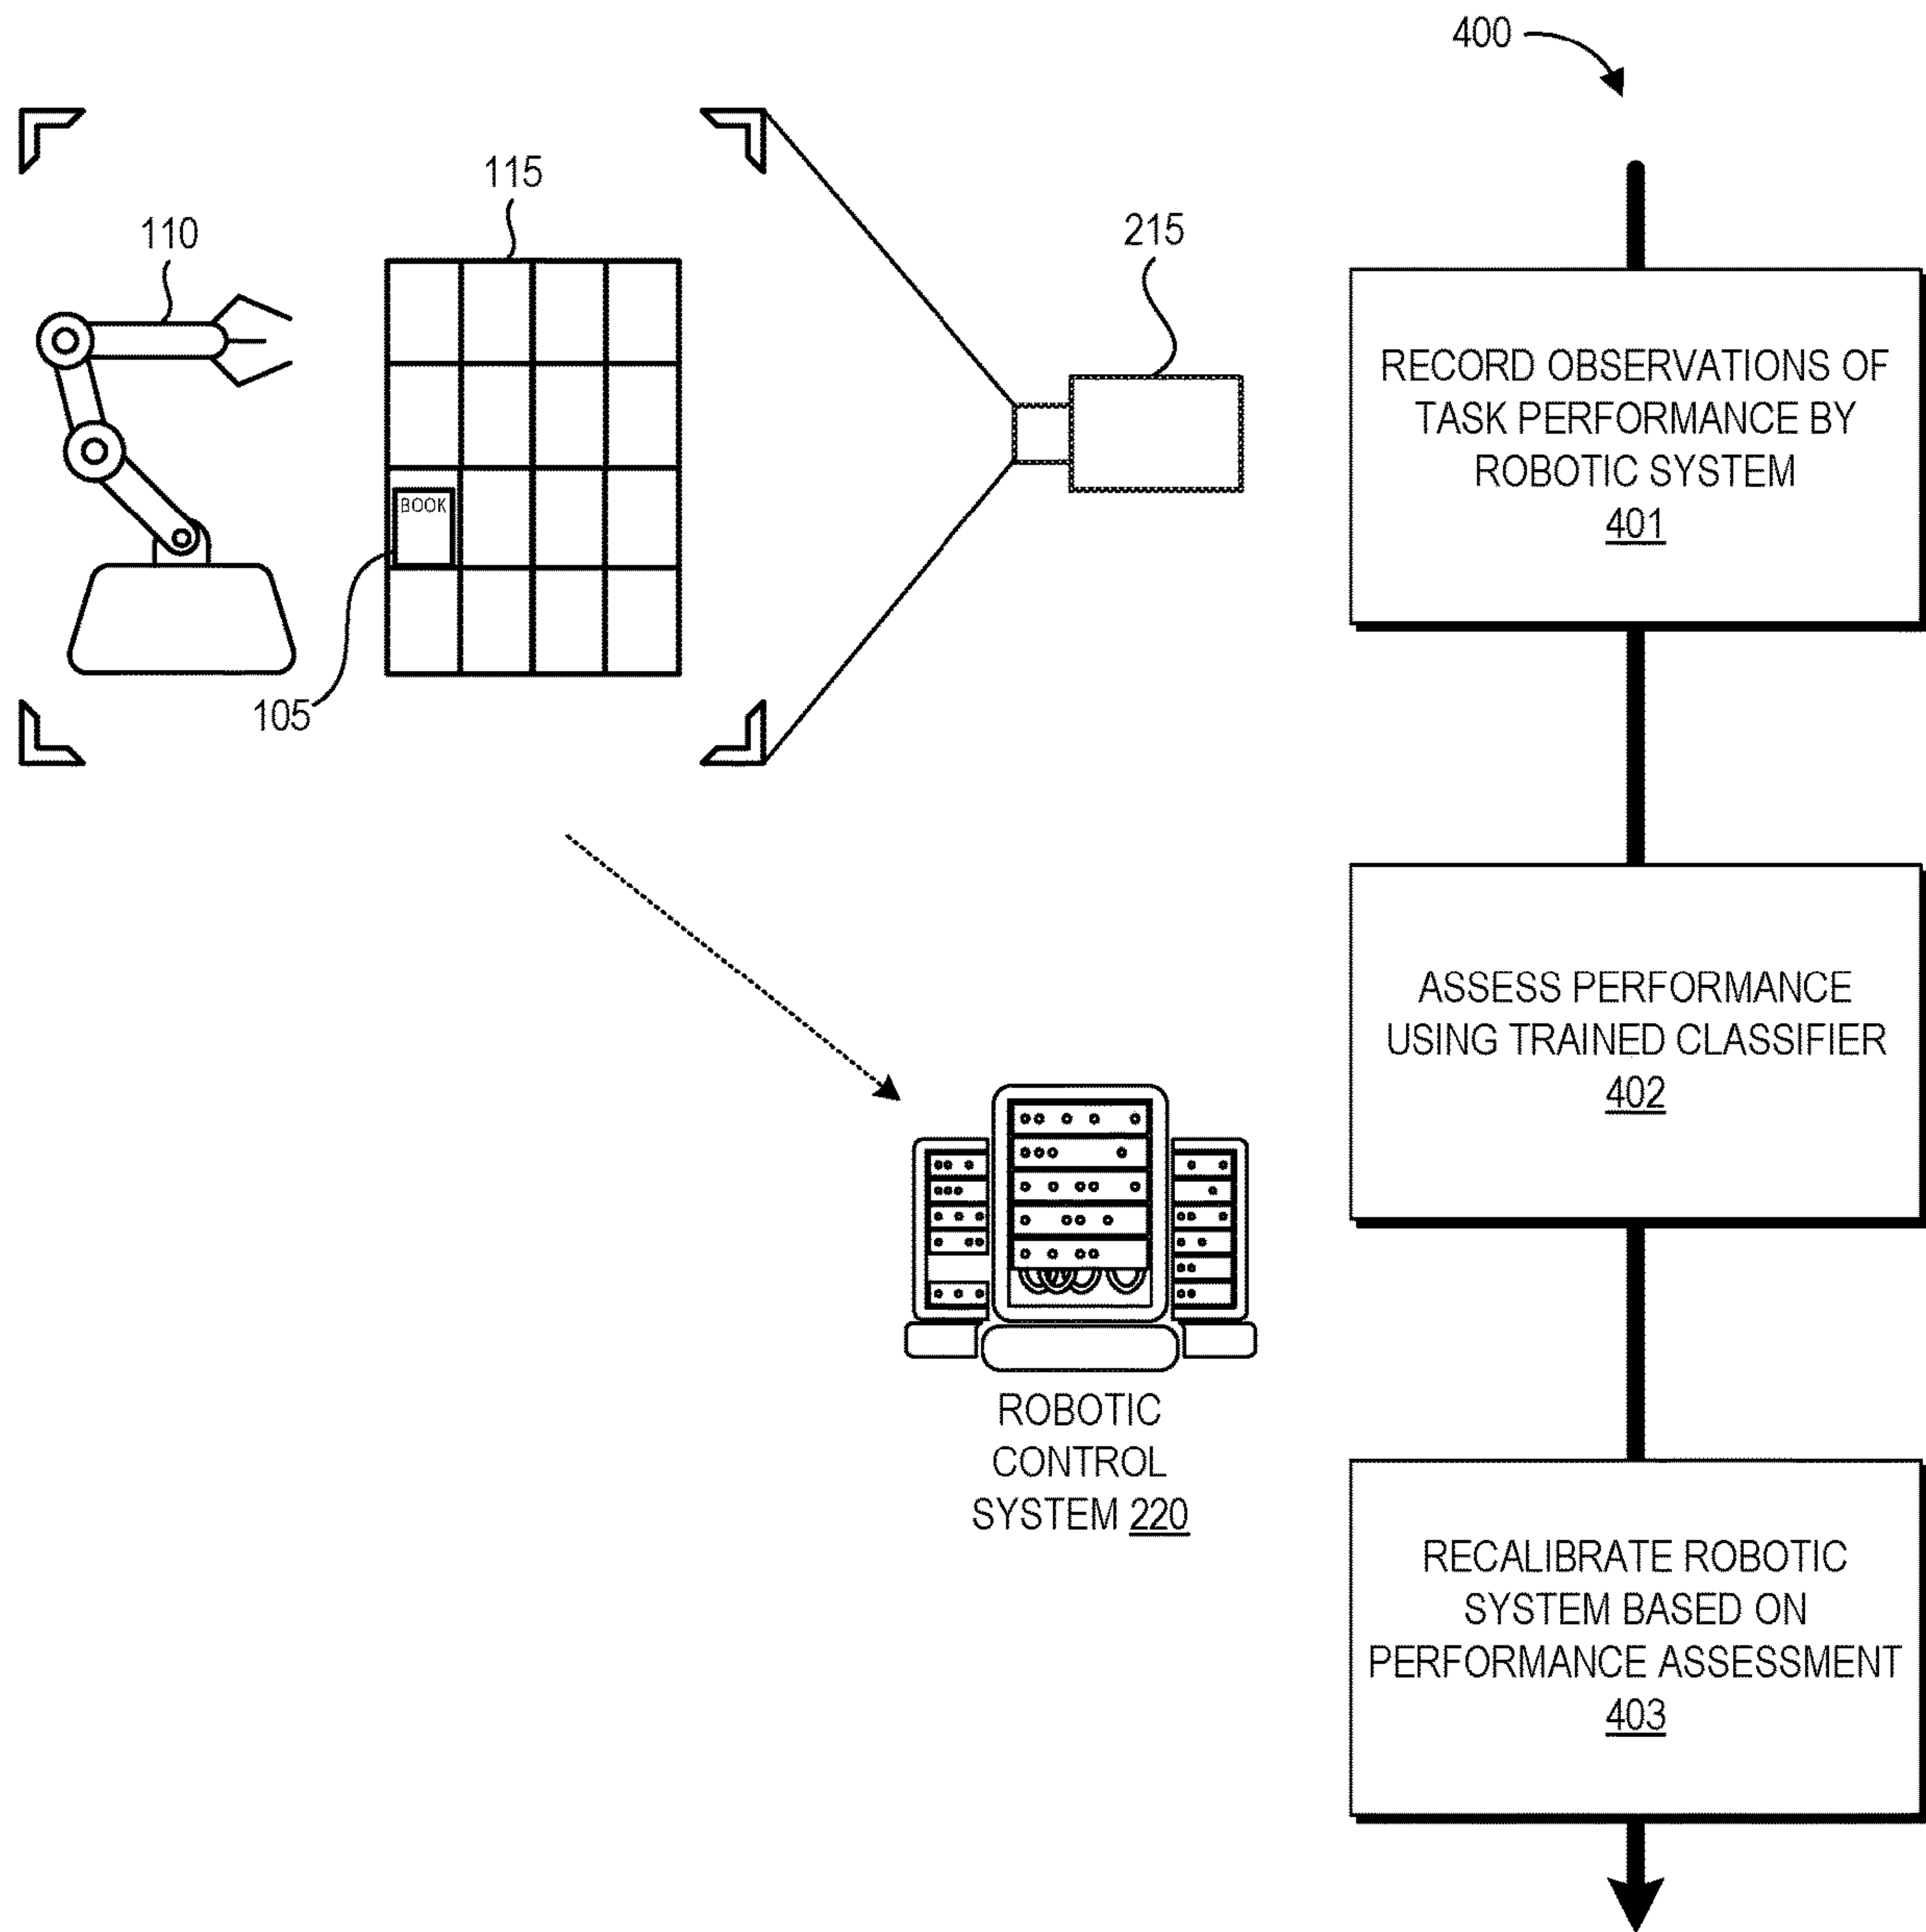 400
115
110
215
BOOK
105
RECORD OBSERVATIONS OF
TASK PERFORMANCE BY
ROBOTIC SYSTEM
401
ASSESS PERFORMANCE
USING TRAINED CLASSIFIER
402
ROBOTIC
CONTROL
SYSTEM 220
RECALIBRATE ROBOTIC
SYSTEM BASED ON
PERFORMANCE ASSESSMENT
403